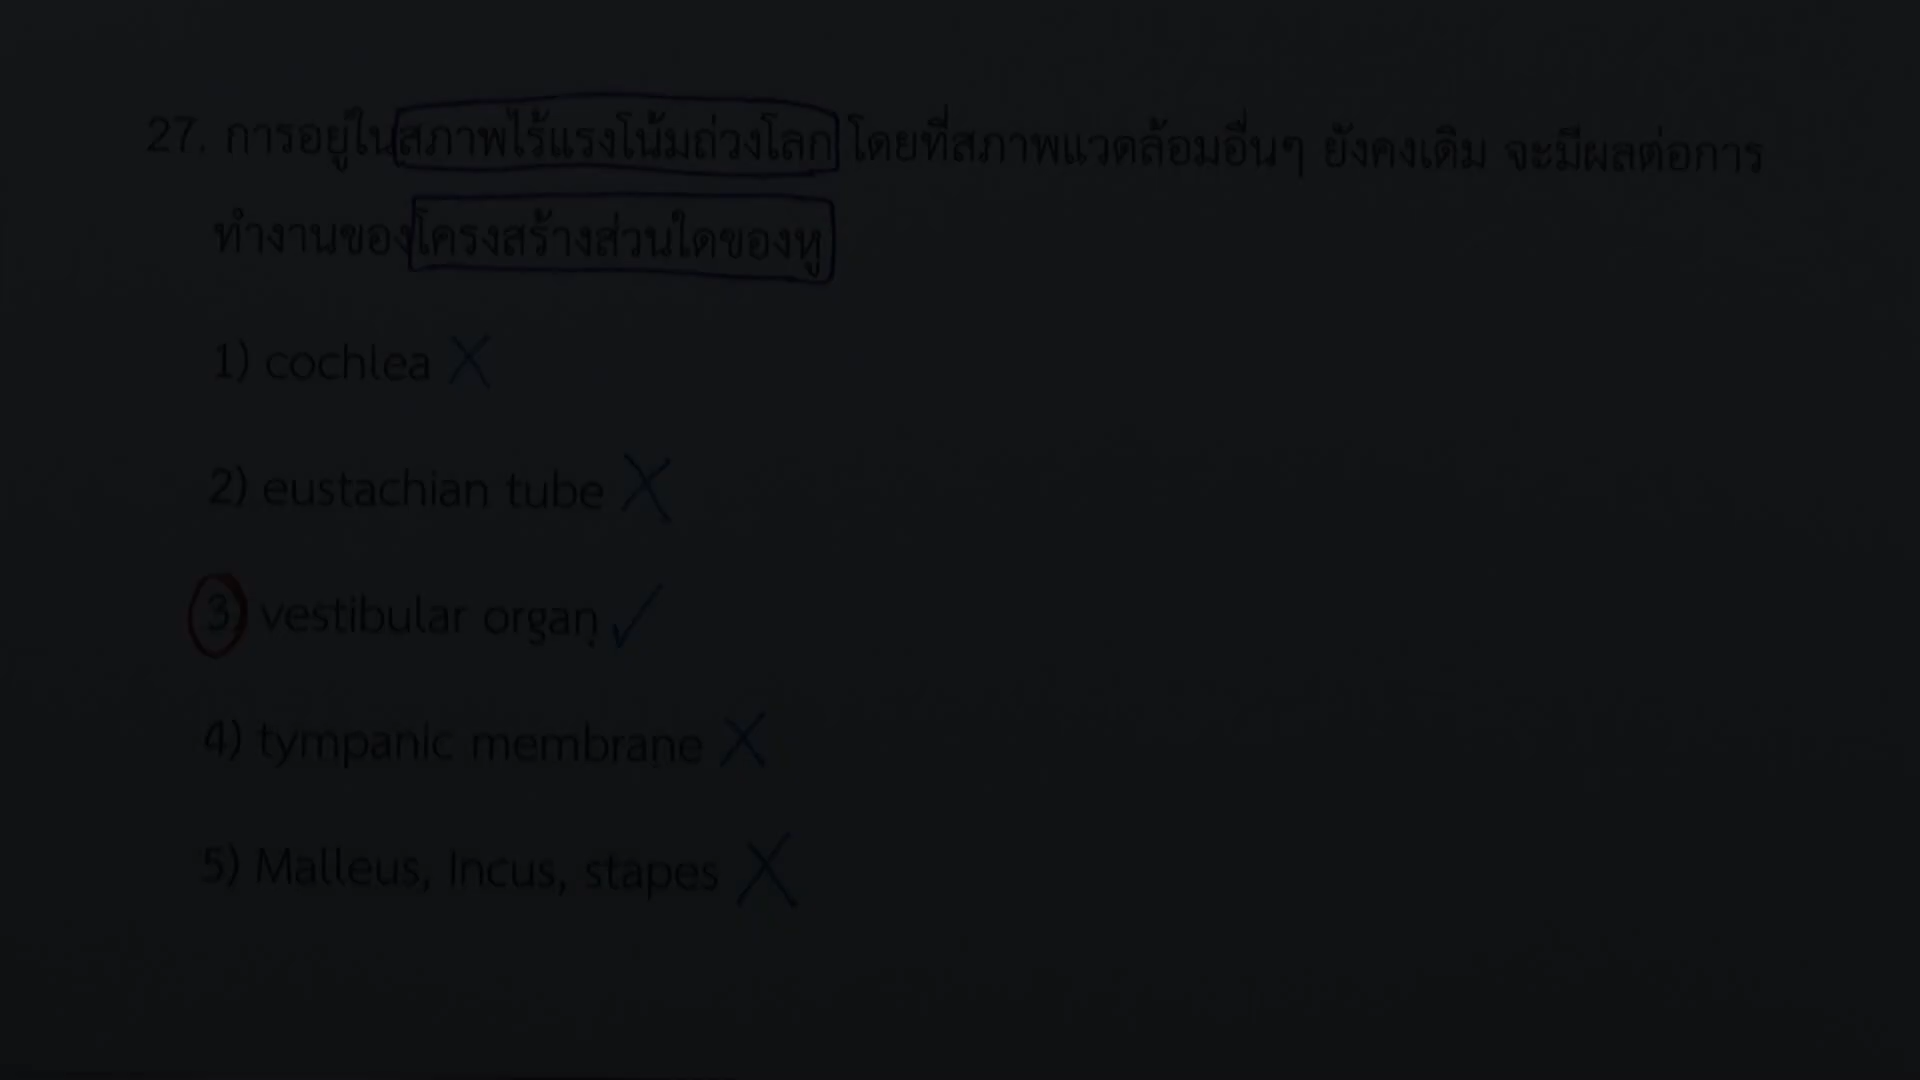 27. การอยู่ในสภาพไร้แรงโน้มถ่วงโลก โดยที่สภาพแวดล้อมอื่นๆ ยังคงเดิม จะมีผลต่อการ
ทำงานของโครงสร้างส่วนใดของหู
1) cochlea
2) eustachian tube
3) vestibular organ
4) tympanic membrane
5) Malleus, Incus, stapes